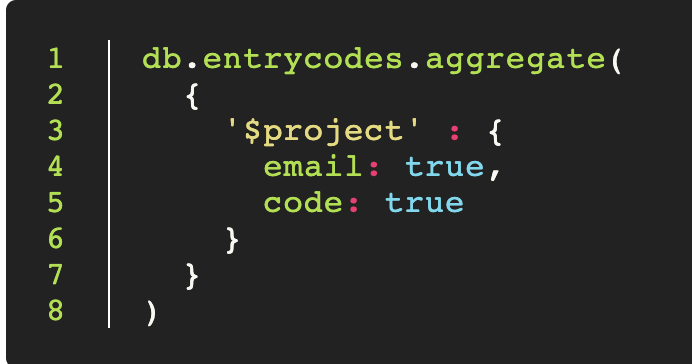 1 db.entrycodes.aggregate(
2   {
3     '$project' : {
4       email: true,
5       code: true
6     }
7   }
8 )